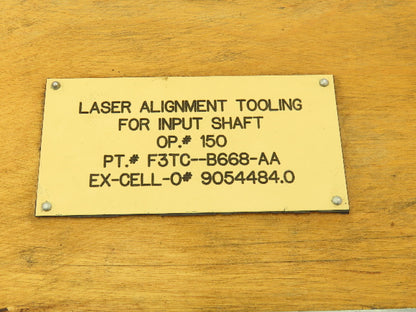 LASER ALIGNMENT TOOLING
FOR INPUT SHAFT
OP.# 150
PT.# F3TC--B668-AA
EX-CELL-O# 9054484.0